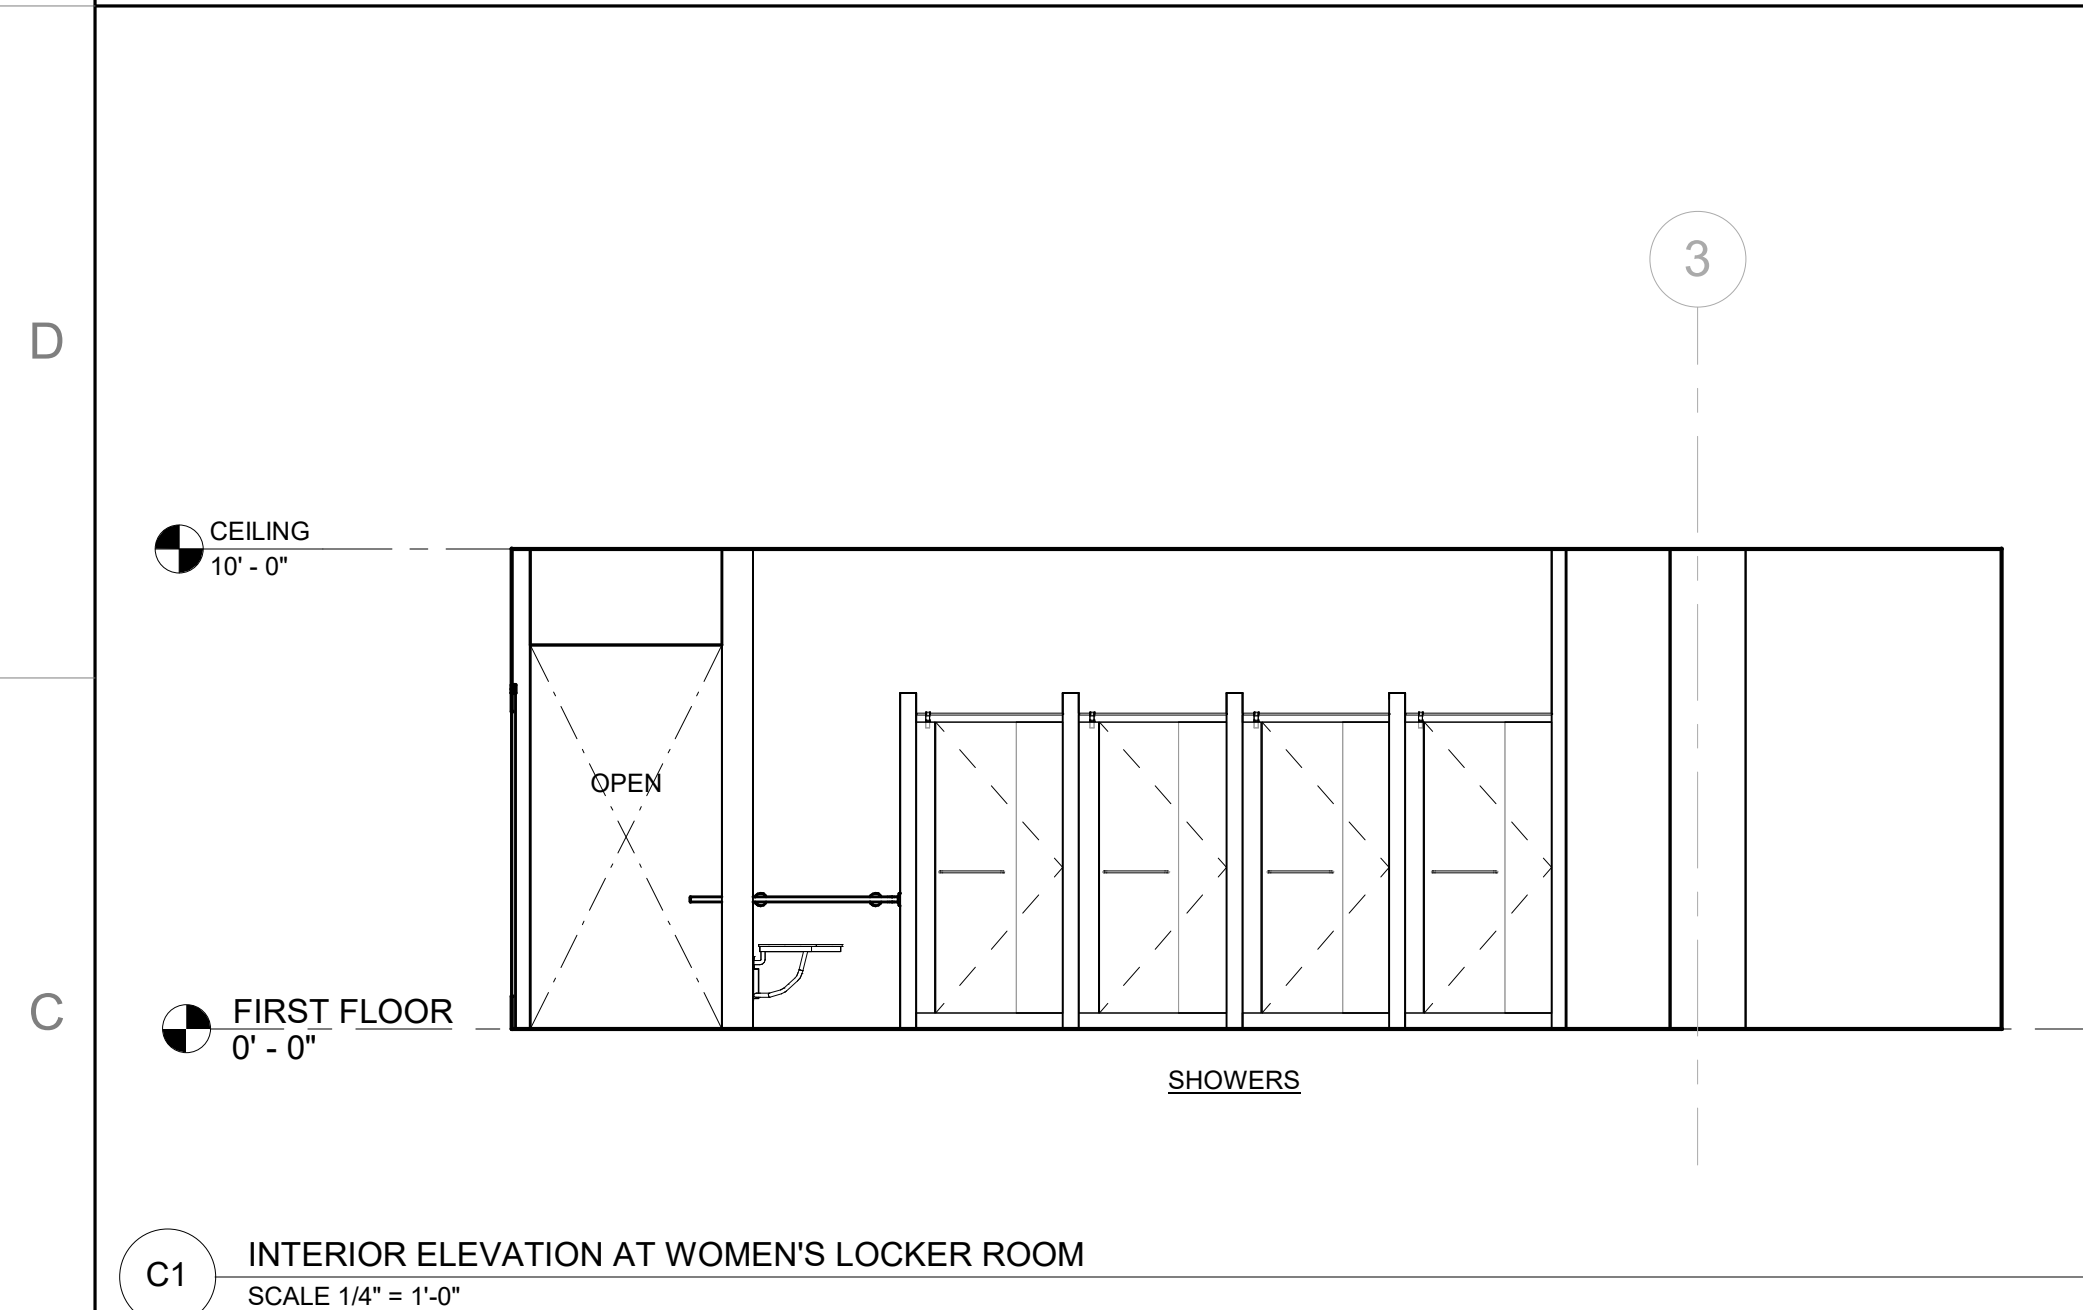 3
D
CEILING
10' - 0"
OPEN
C
FIRST FLOOR
0' - 0"
SHOWERS
C1
INTERIOR ELEVATION AT WOMEN'S LOCKER ROOM
SCALE 1/4" = 1'-0"